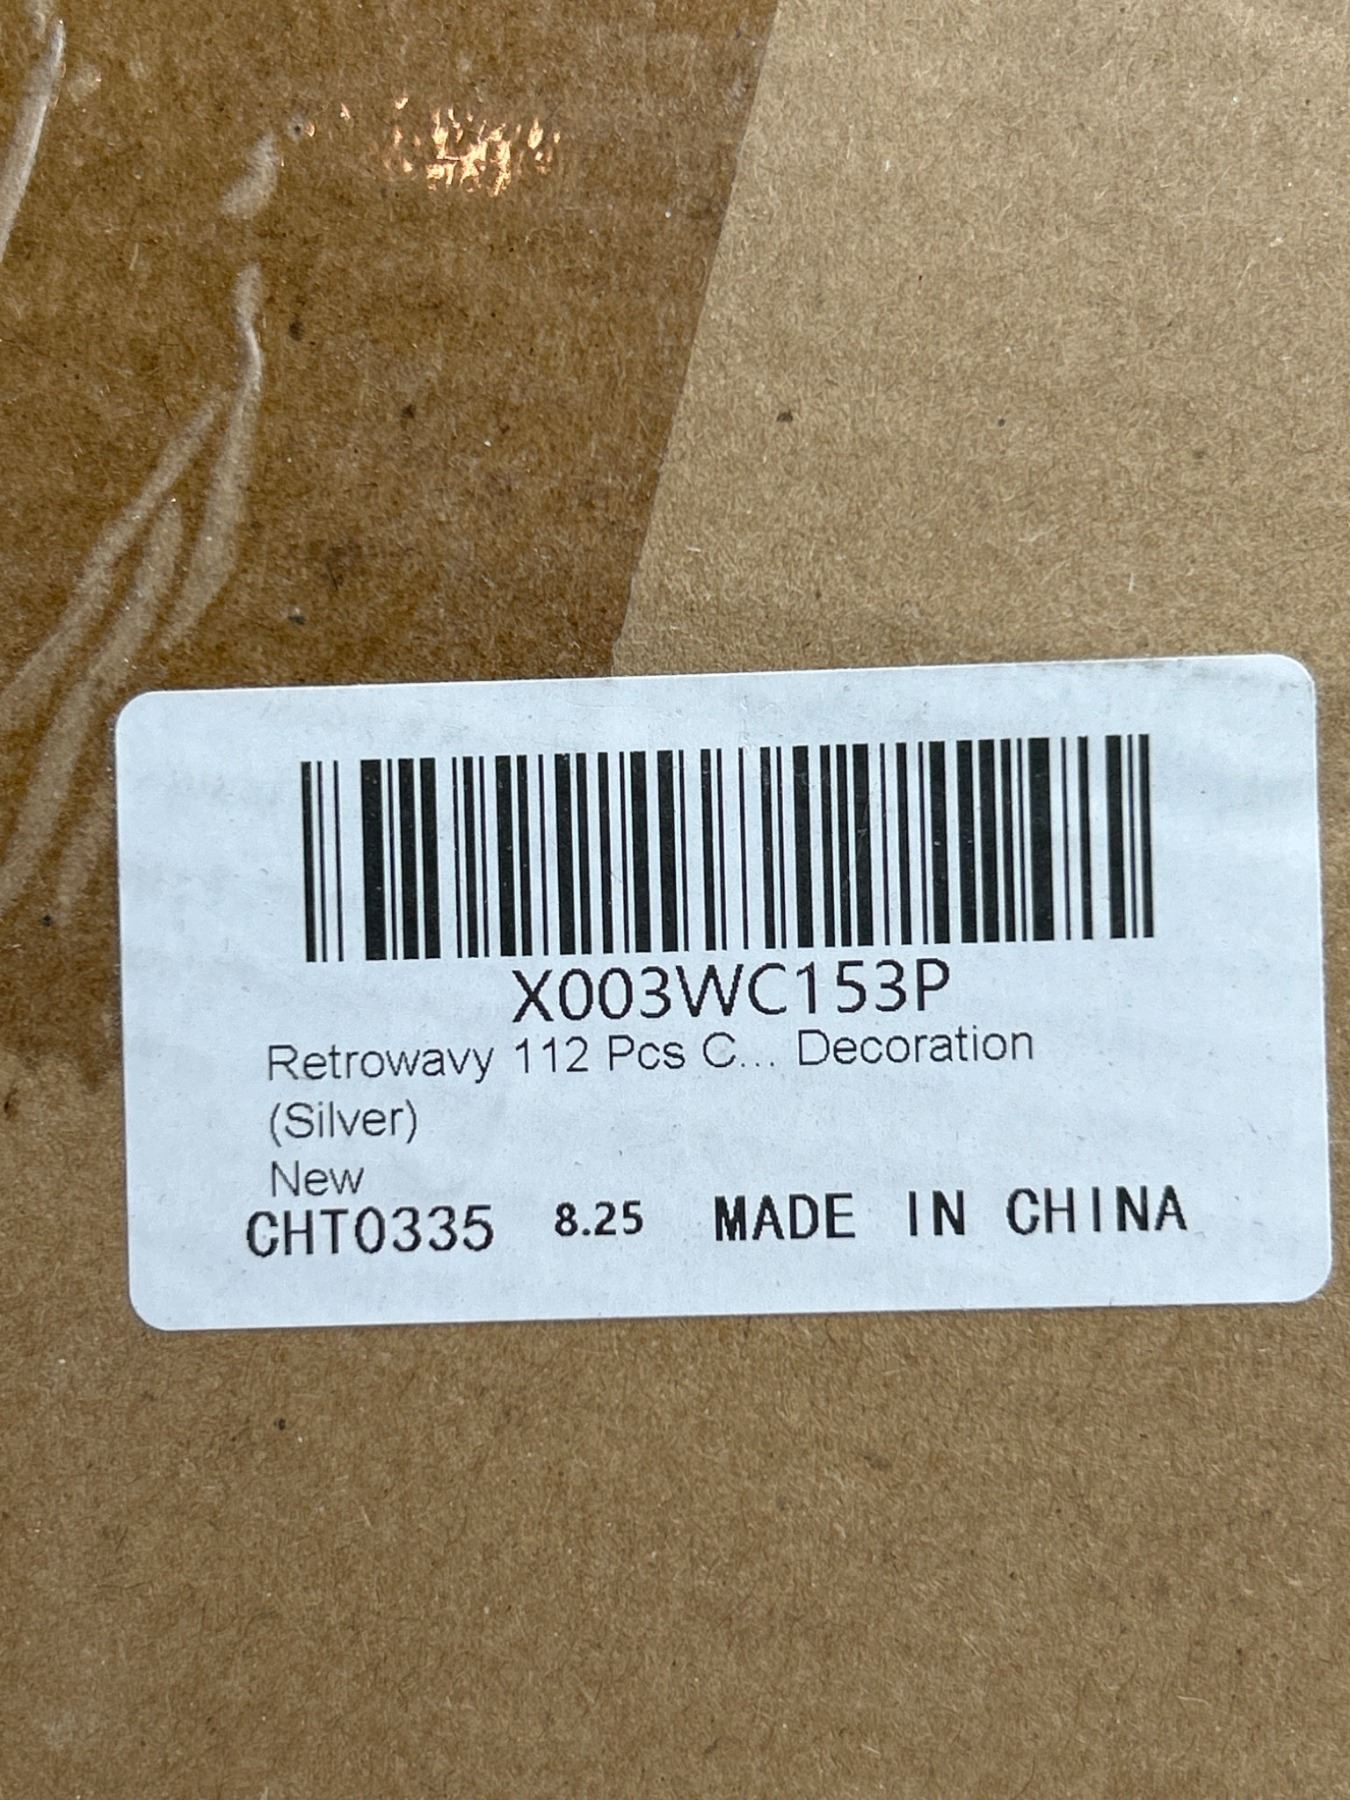 X003WC153P
Retrowavy 112 Pcs C... Decoration
(Silver)
New
CHT0335 8.25 MADE IN CHINA